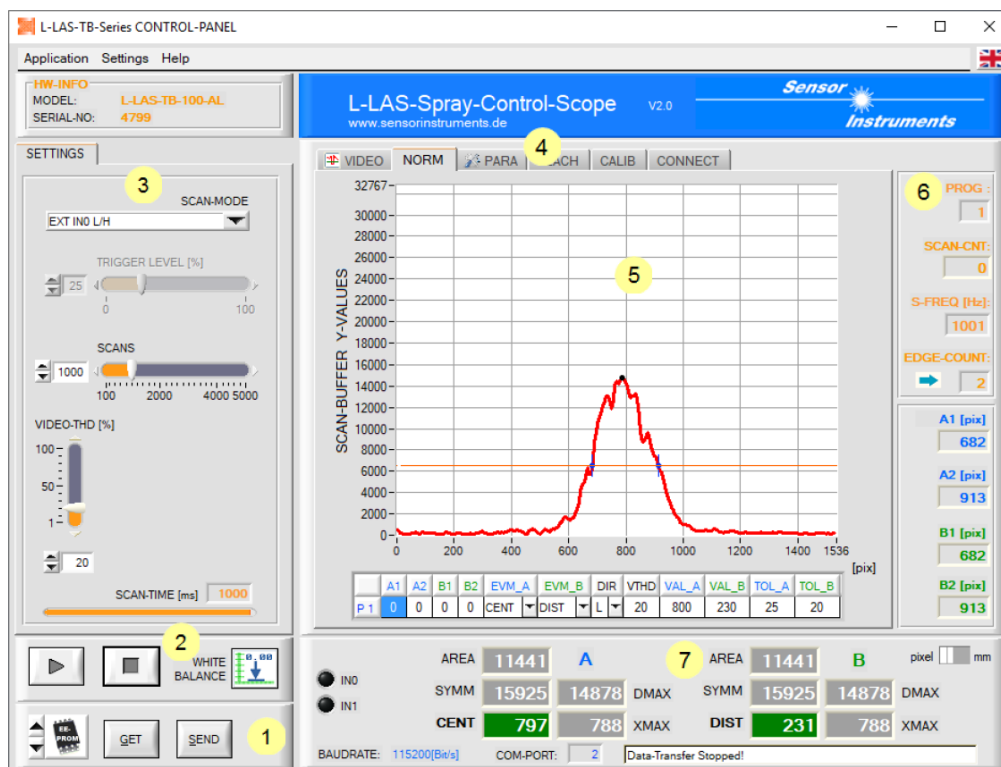 L-LAS-TB-Series CONTROL-PANEL
Application Settings Help
HW-INFO
MODEL: L-LAS-TB-100-AL
SERIAL-NO: 4799
L-LAS-Spray-Control-Scope V2.0
www.sensorinstruments.de
Sensor
Instruments
SETTINGS
3
SCAN-MODE
EXT IN0 L/H
TRIGGER LEVEL [%]
25
0 100
SCANS
1000
100 2000 4000 5000
VIDEO-THD [%]
100
50
1
20
SCAN-TIME [ms] 1000
2
WHITE
BALANCE
0.00
EE-
PROM
GET SEND 1
VIDEO NORM PARA 4 CALIB CONNECT
SCAN-BUFFER Y-VALUES
32767
30000
28000
26000
24000
22000
20000
18000
16000
14000
12000
10000
8000
6000
4000
2000
0
5
0 200 400 600 800 1000 1200 1400 1536
[pix]
A1 A2 B1 B2 EVM_A EVM_B DIR VTHD VAL_A VAL_B TOL_A TOL_B
P 1 0 0 0 0 CENT DIST L 20 800 230 25 20
6
PROG :
1
SCAN-CNT:
0
S-FREQ [Hz]:
1001
EDGE-COUNT:
2
A1 [pix]
682
A2 [pix]
913
B1 [pix]
682
B2 [pix]
913
IN0
IN1
AREA 11441 A
SYMM 15925 14878 DMAX
CENT 797 788 XMAX
7
AREA 11441 B
SYMM 15925 14878 DMAX
DIST 231 788 XMAX
pixel mm
BAUDRATE: 115200[Bit/s] COM-PORT: 2 Data-Transfer Stopped!